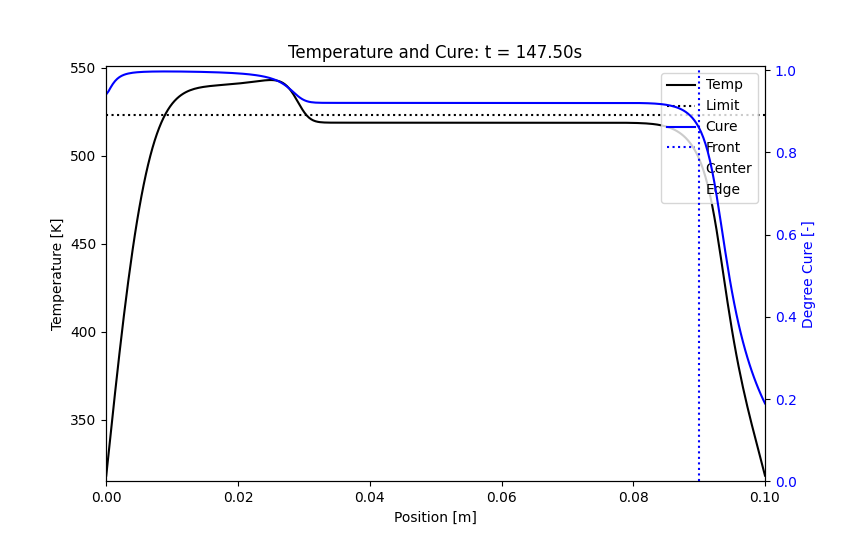 Temperature and Cure: t = 147.50s
550
500
450
400
350
Temperature [K]
1.0
0.8
0.6
0.4
0.2
0.0
Degree Cure [-]
Temp
Limit
Cure
Front
Center
Edge
0.00
0.02
0.04
0.06
0.08
0.10
Position [m]